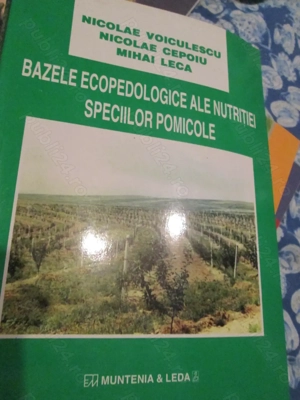 NICOLAE VOICULESCU
NICOLAE CEPOIU
MIHAI LECA
BAZELE ECOPEDOLOGICE ALE NUTRIȚIEI
SPECIILOR POMICOLE
MUNTENIA & LEDA